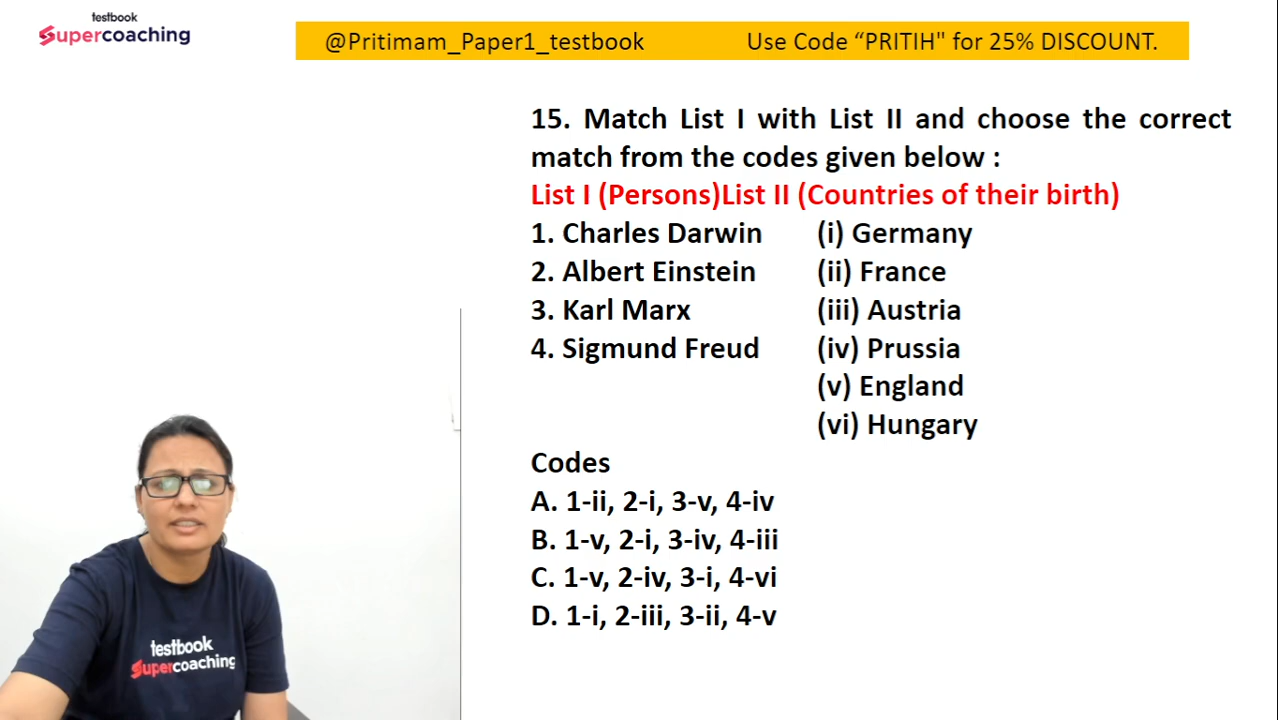 testbook
Supercoaching
@Pritimam_Paper1_testbook Use Code “PRITIH" for 25% DISCOUNT.
15. Match List I with List II and choose the correct
match from the codes given below :
List I (Persons)List II (Countries of their birth)
1. Charles Darwin (i) Germany
2. Albert Einstein (ii) France
3. Karl Marx (iii) Austria
4. Sigmund Freud (iv) Prussia
(v) England
(vi) Hungary
Codes
A. 1-ii, 2-i, 3-v, 4-iv
B. 1-v, 2-i, 3-iv, 4-iii
C. 1-v, 2-iv, 3-i, 4-vi
D. 1-i, 2-iii, 3-ii, 4-v
testbook
Supercoaching